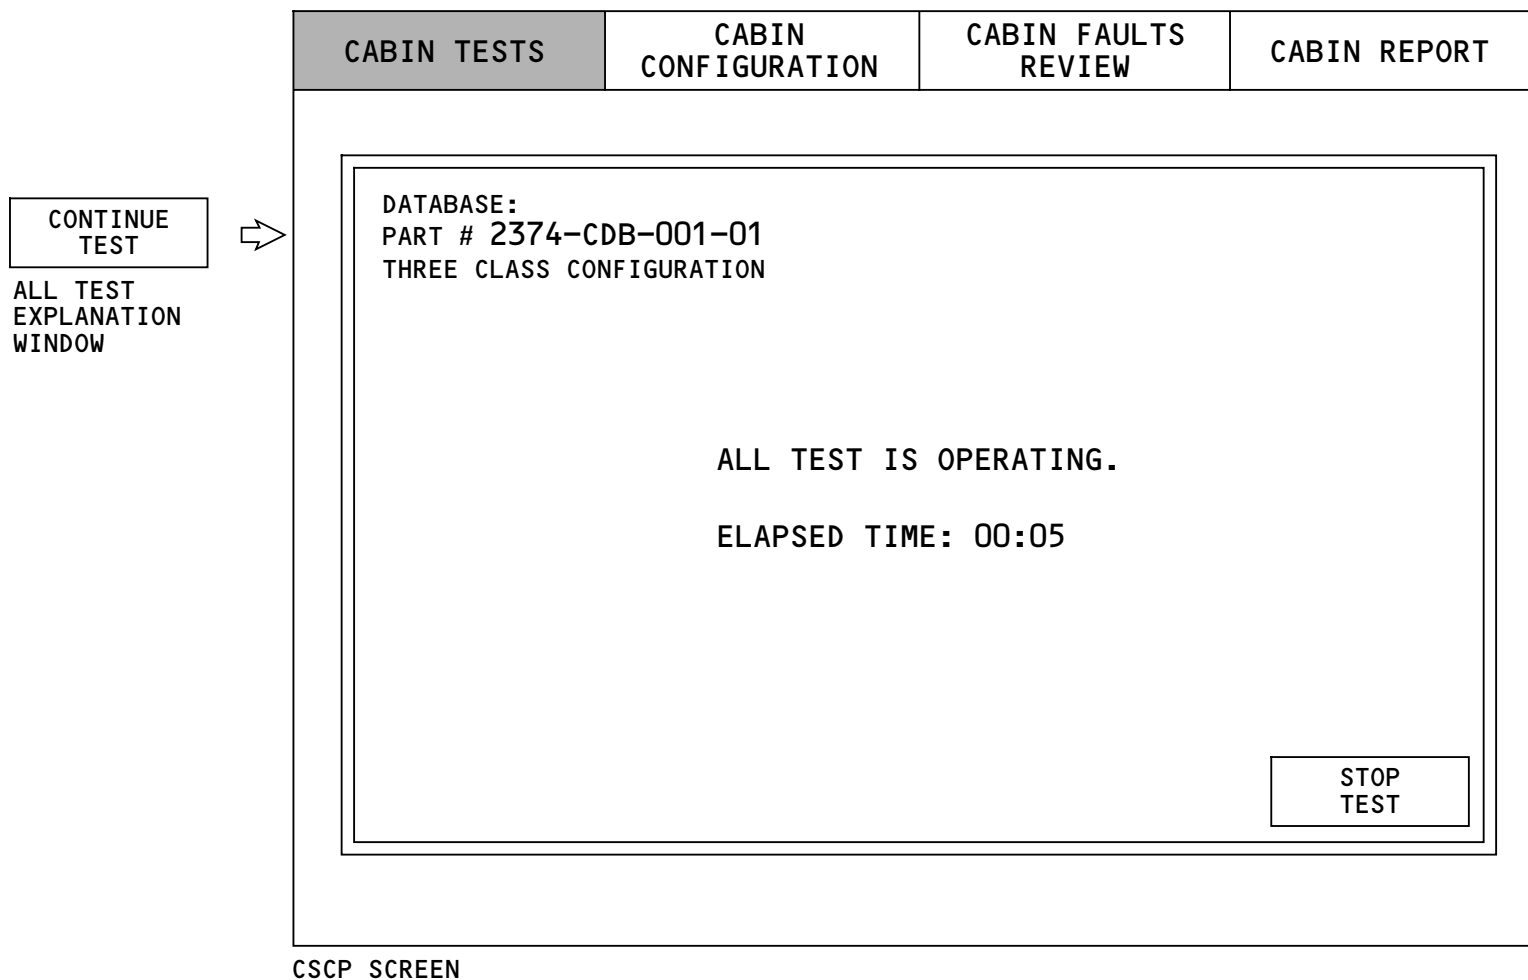 CABIN TESTS
CABIN
CONFIGURATION
CABIN FAULTS
REVIEW
CABIN REPORT
CONTINUE
TEST
ALL TEST
EXPLANATION
WINDOW
DATABASE:
PART # 2374-CDB-001-01
THREE CLASS CONFIGURATION
ALL TEST IS OPERATING.
ELAPSED TIME: 00:05
STOP
TEST
CSCP SCREEN